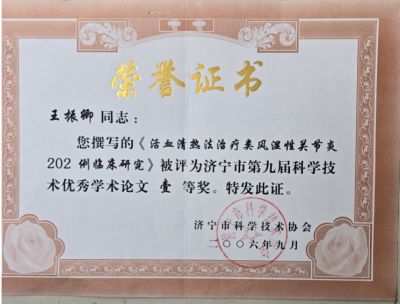 荣誉证书
王振卿 同志：
您撰写的《活血清热法治疗类风湿性关节炎
202 例临床研究》被评为济宁市第九届科学技
术优秀学术论文 壹 等奖。特发此证。
济宁市科学技术协会
二〇〇六年九月